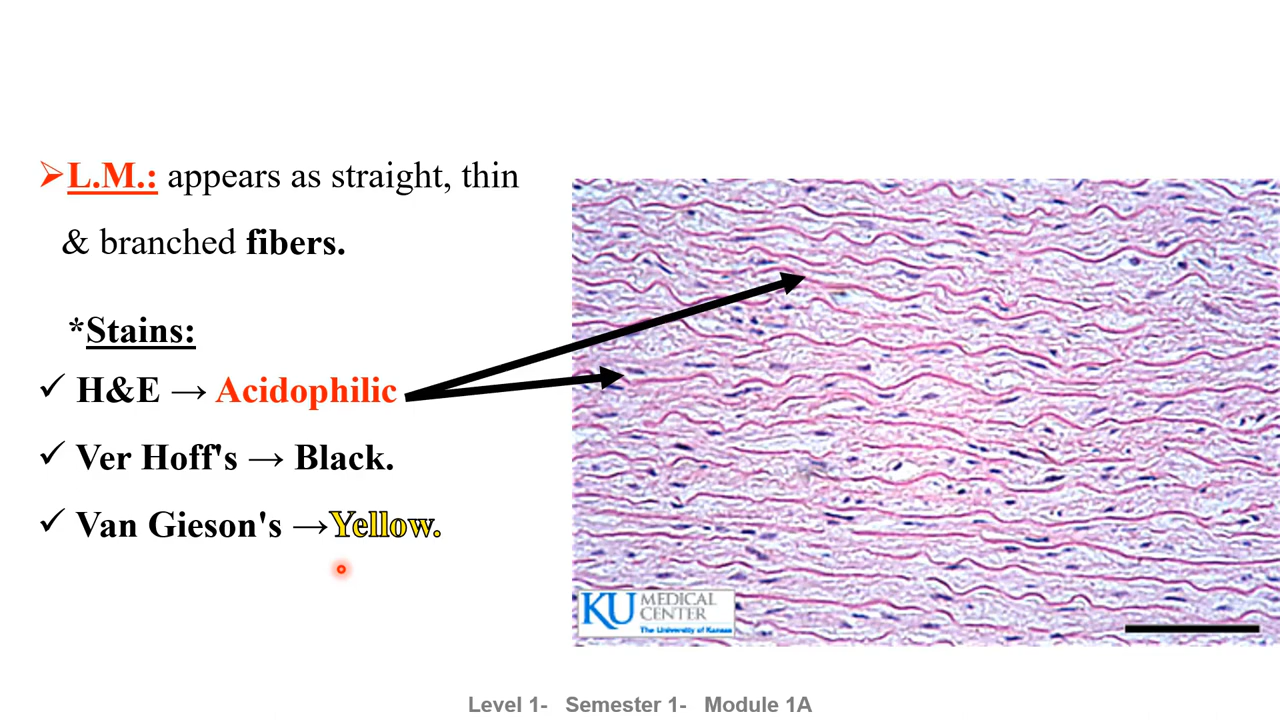 ➢L.M.: appears as straight, thin
& branched fibers.
*Stains:
✓ H&E → Acidophilic
✓ Ver Hoff's → Black.
✓ Van Gieson's →Yellow.
KU MEDICAL
CENTER
The University of Kansas
Level 1- Semester 1- Module 1A